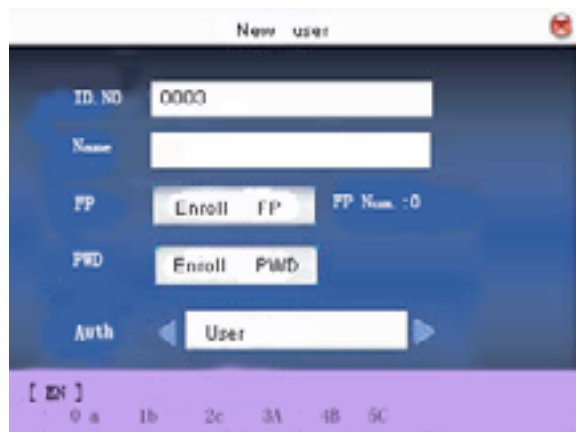 New user
ID.NO 0003
Name
FP Enroll FP FP Num.:0
PWD Enroll PWD
Auth User
[ EN ]
0 a 1b 2c 3A 4B 5C